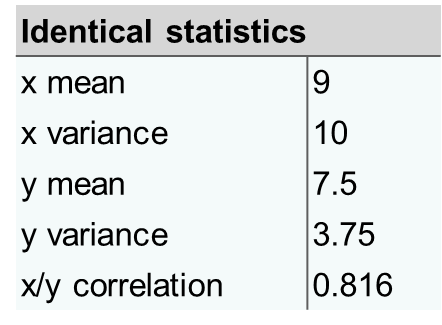 Identical statistics
x mean 9
x variance 10
y mean 7.5
y variance 3.75
x/y correlation 0.816